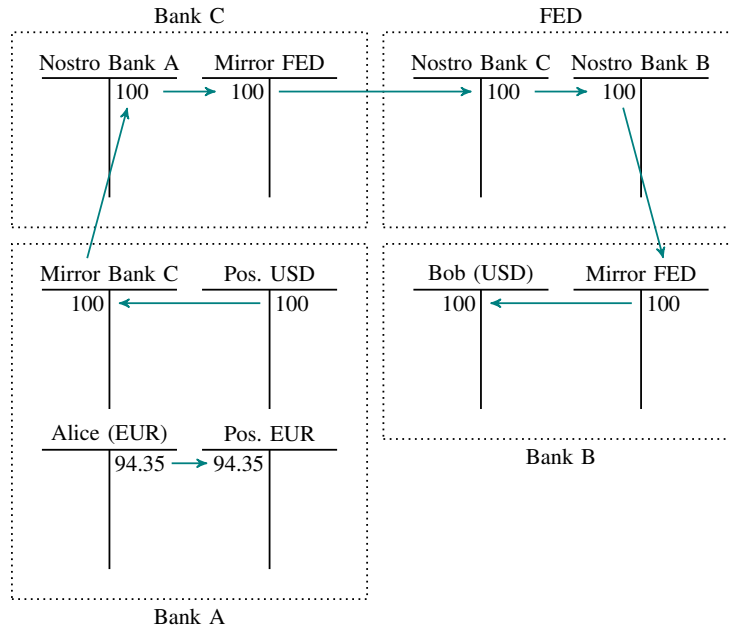 Bank C
FED
Nostro Bank A
Mirror FED
Nostro Bank C
Nostro Bank B
100
100
100
100
Mirror Bank C
Pos. USD
Bob (USD)
Mirror FED
100
100
100
100
Alice (EUR)
Pos. EUR
94.35
94.35
Bank B
Bank A